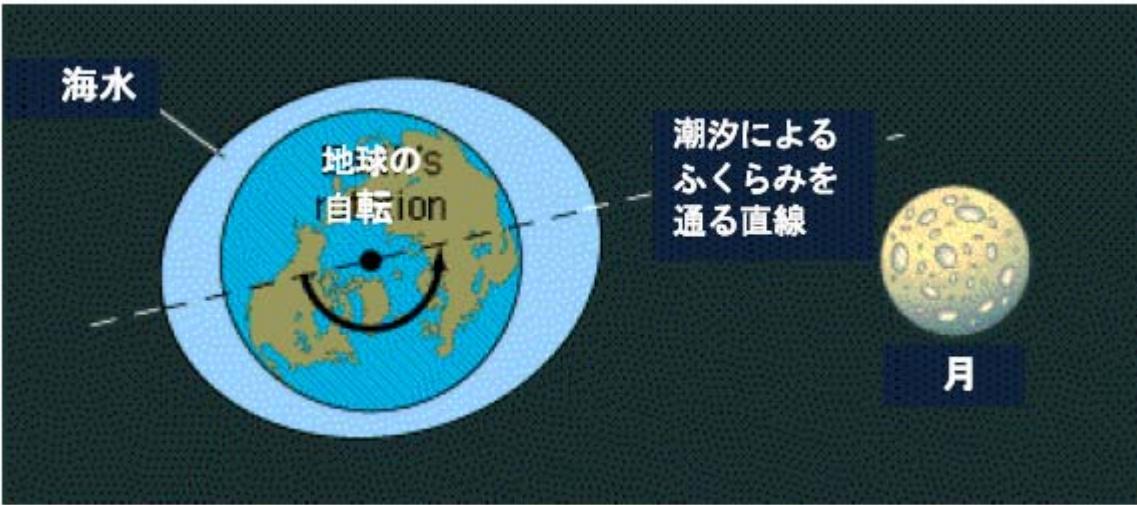 海水
地球の
自転
潮汐による
ふくらみを
通る直線
月